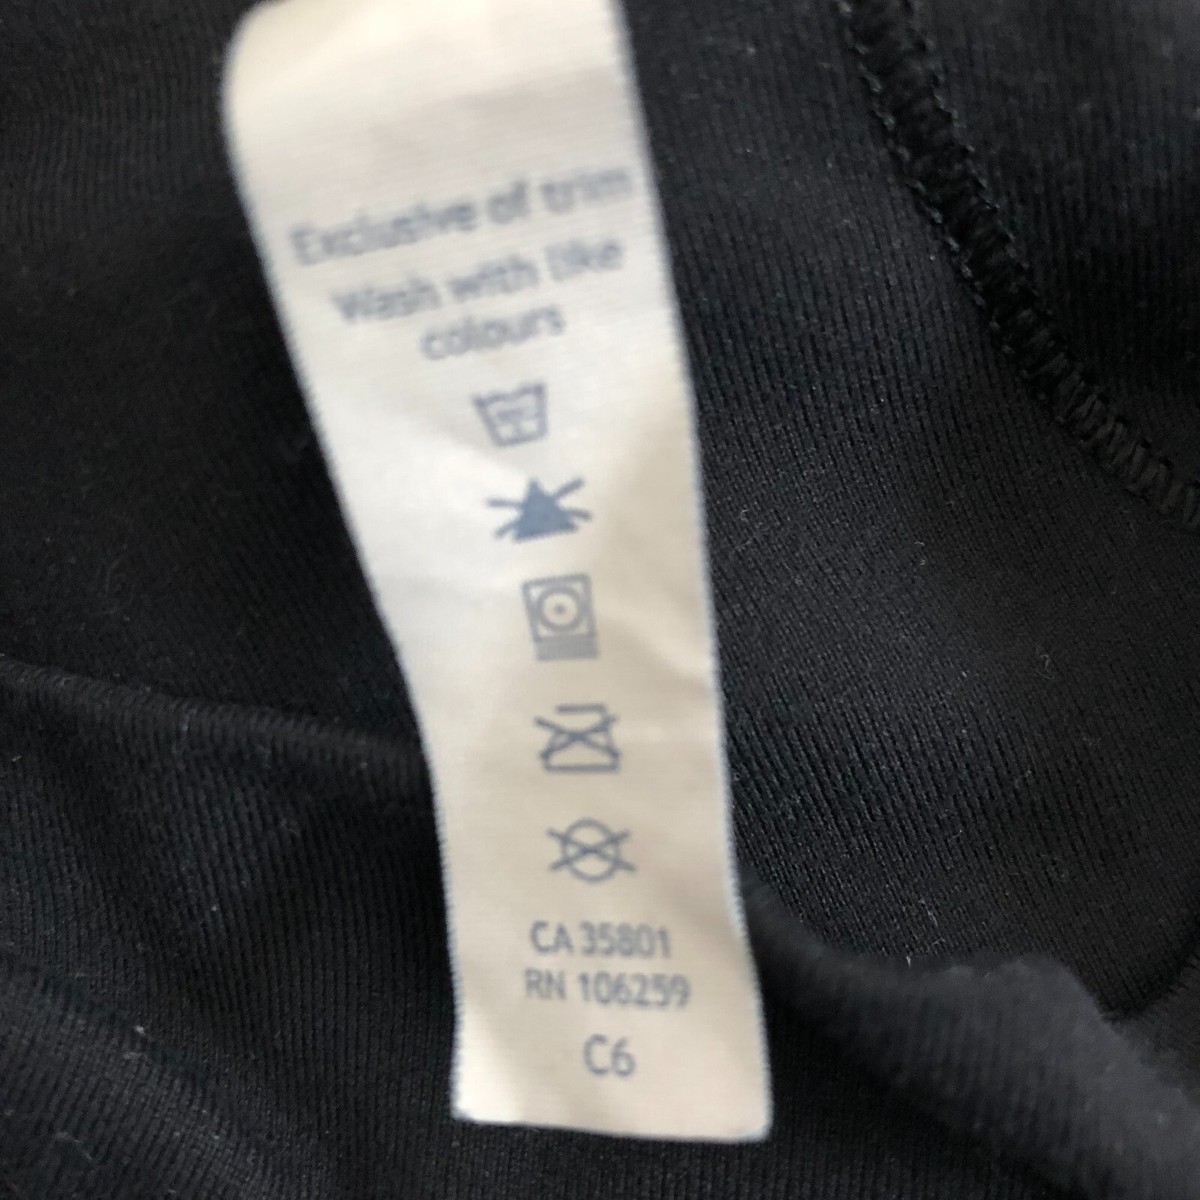 Exclusive of trim
Wash with like
colours
CA 35801
RN 106259
C6